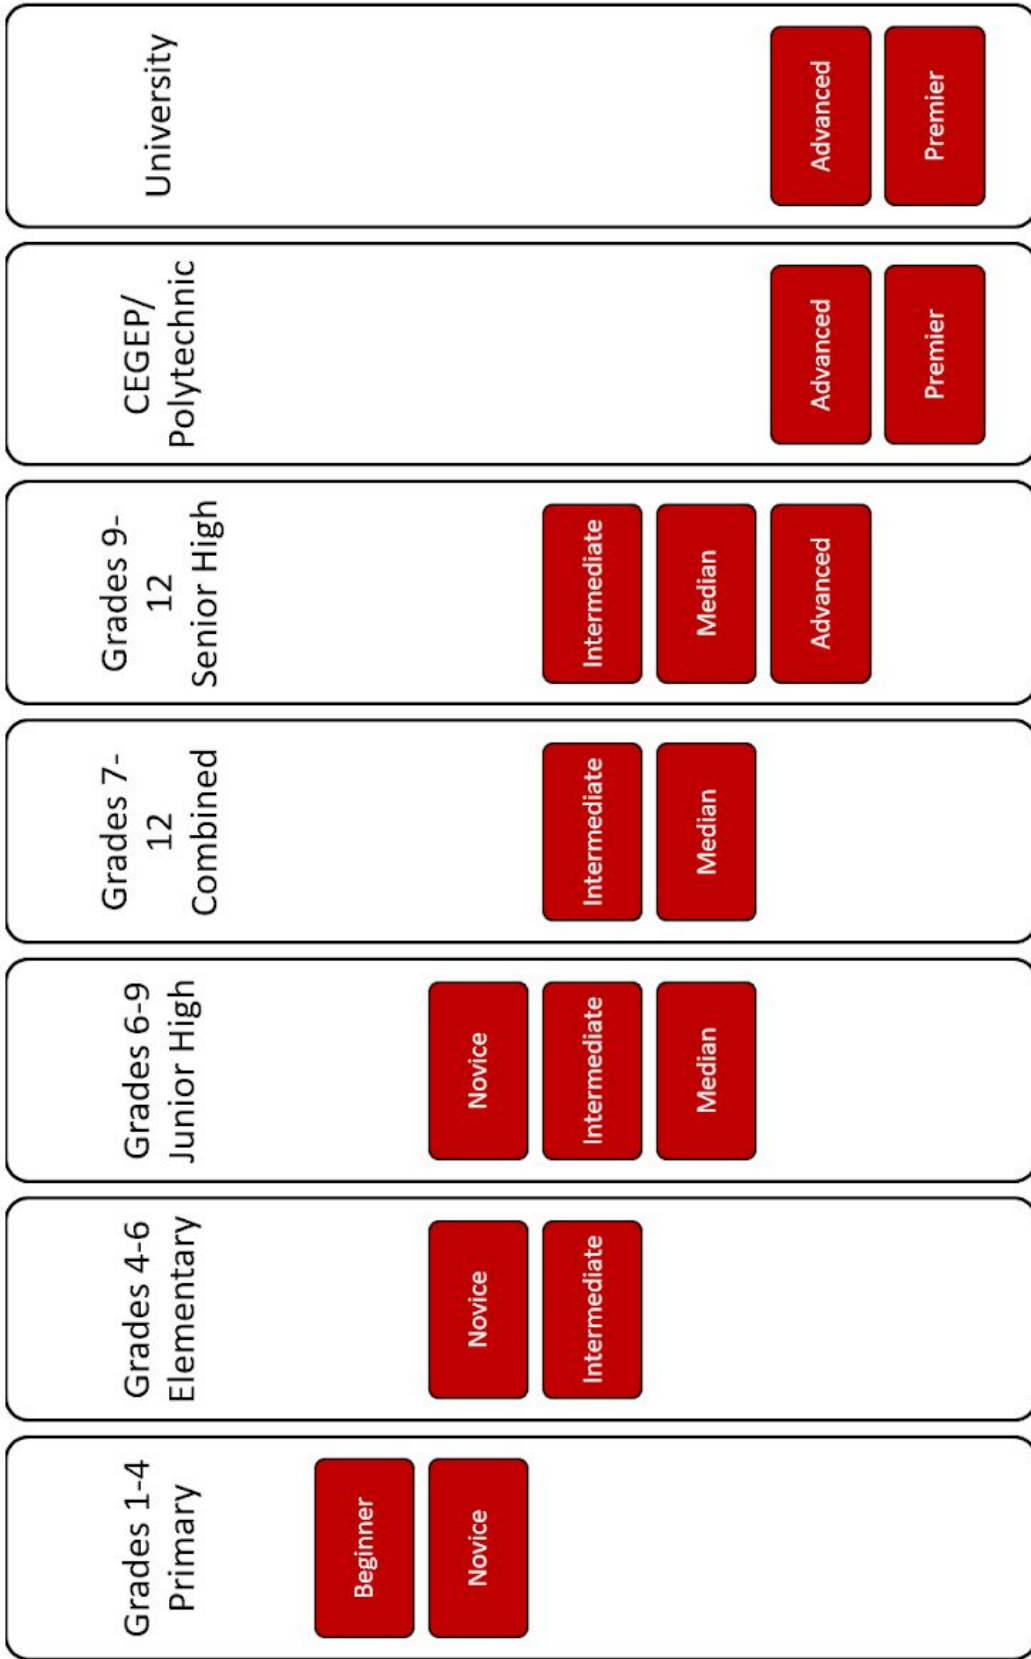 Grades 1-4
Primary
Beginner
Novice
Grades 4-6
Elementary
Novice
Intermediate
Grades 6-9
Junior High
Novice
Intermediate
Median
Grades 7-
12
Combined
Intermediate
Median
Grades 9-
12
Senior High
Intermediate
Median
Advanced
CEGEP/
Polytechnic
Advanced
Premier
University
Advanced
Premier